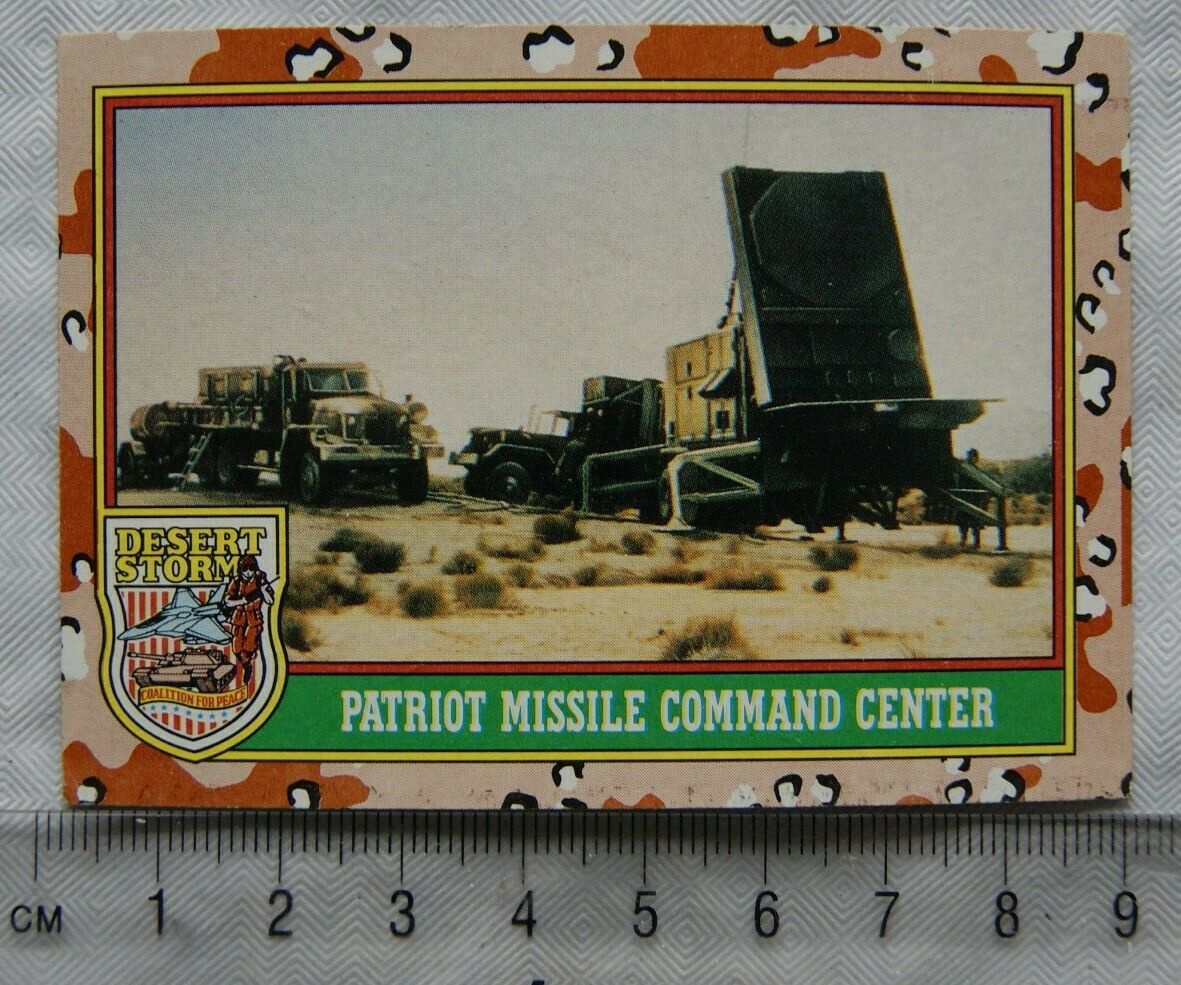 DESERT
STORM
COALITION FOR PEACE
PATRIOT MISSILE COMMAND CENTER
CM 1 2 3 4 5 6 7 8 9